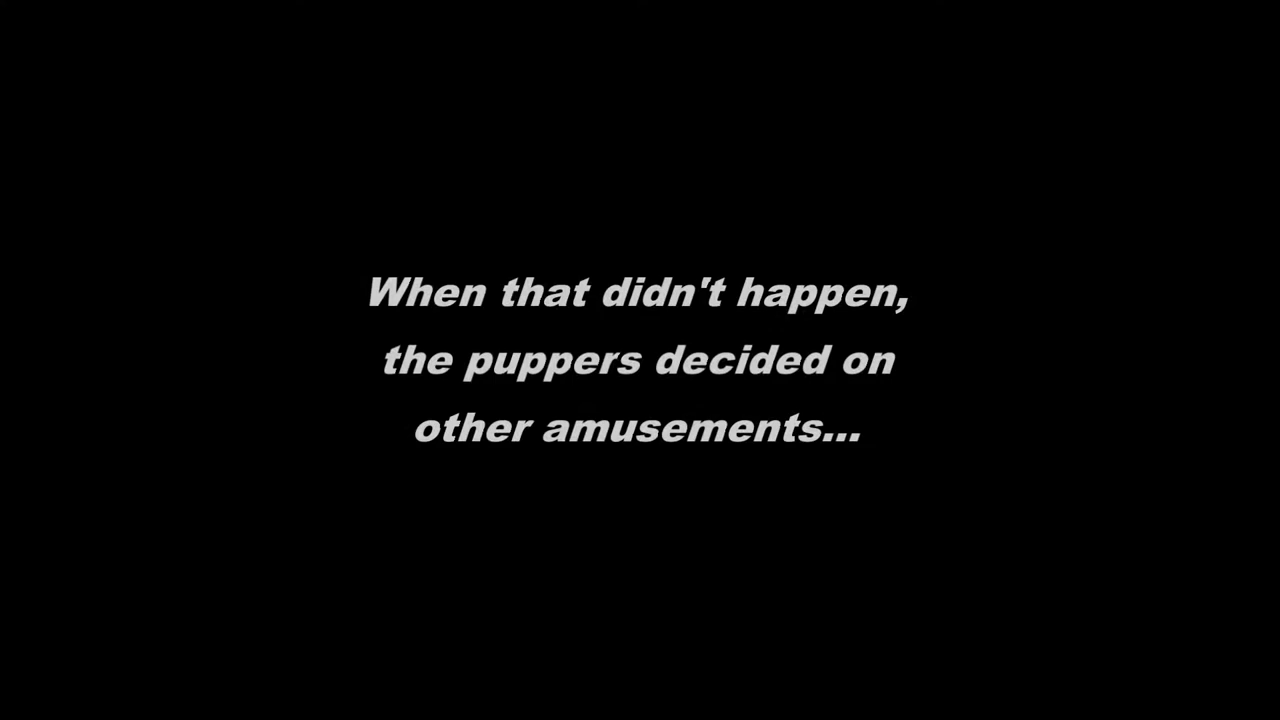 When that didn't happen,
the puppers decided on
other amusements...